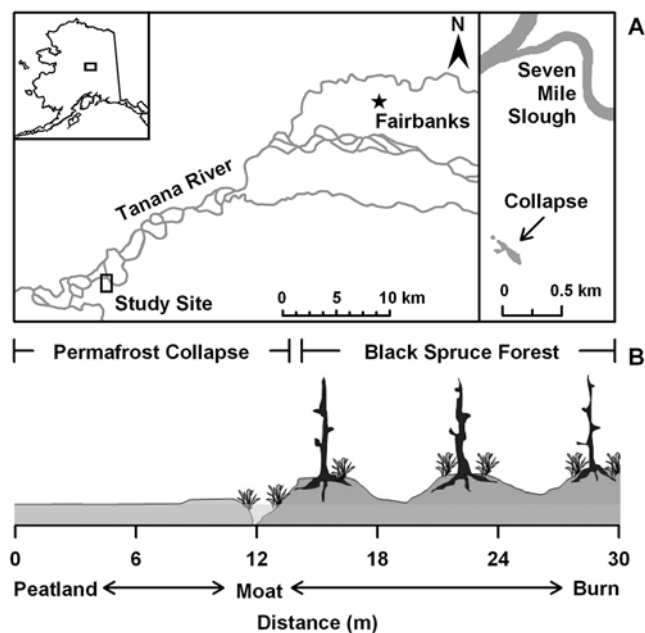 A
N
Fairbanks
Tanana River
Study Site
0 5 10 km
Seven
Mile
Slough
Collapse
0 0.5 km
Permafrost Collapse
Black Spruce Forest
B
0 6 12 18 24 30
Peatland Moat Burn
Distance (m)